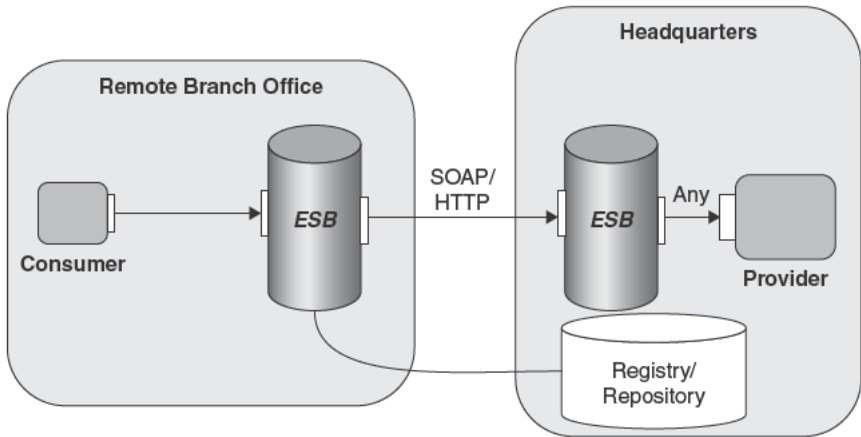 Headquarters
Remote Branch Office
SOAP/
HTTP
Any
ESB
ESB
Consumer
Provider
Registry/
Repository